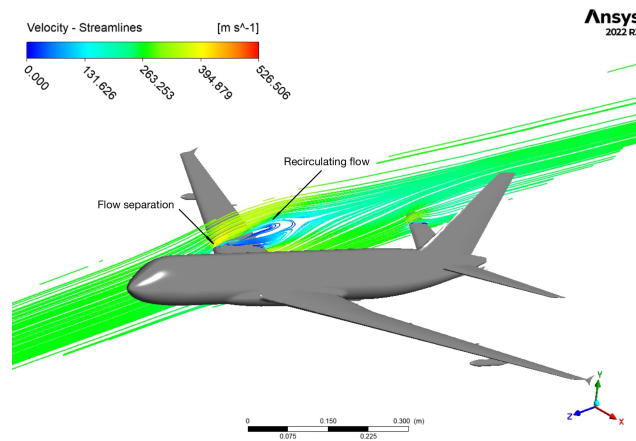 Velocity - Streamlines [m s^-1]
0.000 131.626 263.253 394.879 526.506
Ansys
2022 R
Recirculating flow
Flow separation
0 0.150 0.300 (m)
0.075 0.225
Y
Z X